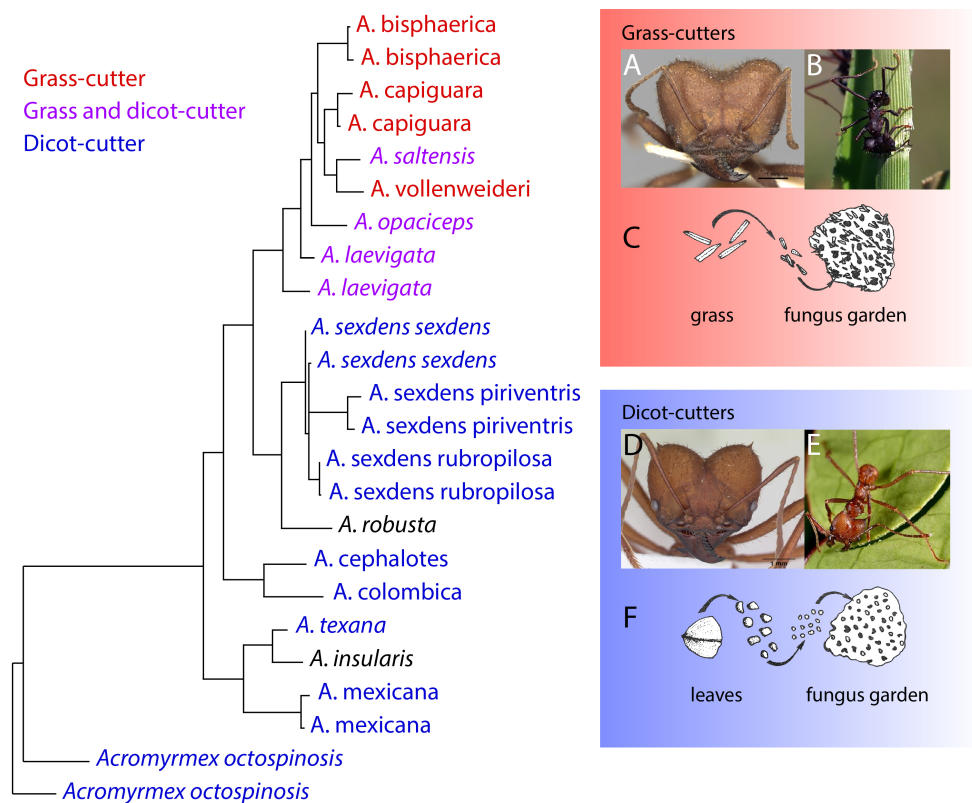 Grass-cutter
Grass and dicot-cutter
Dicot-cutter
A. bisphaerica
A. bisphaerica
A. capiguara
A. capiguara
A. saltensis
A. vollenweideri
A. opaciceps
A. laevigata
A. laevigata
A. sexdens sexdens
A. sexdens sexdens
A. sexdens piriventris
A. sexdens piriventris
A. sexdens rubropilosa
A. sexdens rubropilosa
A. robusta
A. cephalotes
A. colombica
A. texana
A. insularis
A. mexicana
A. mexicana
Acromyrmex octospinosis
Acromyrmex octospinosis
Grass-cutters
A
B
C
grass
fungus garden
Dicot-cutters
D
E
1 mm
F
leaves
fungus garden